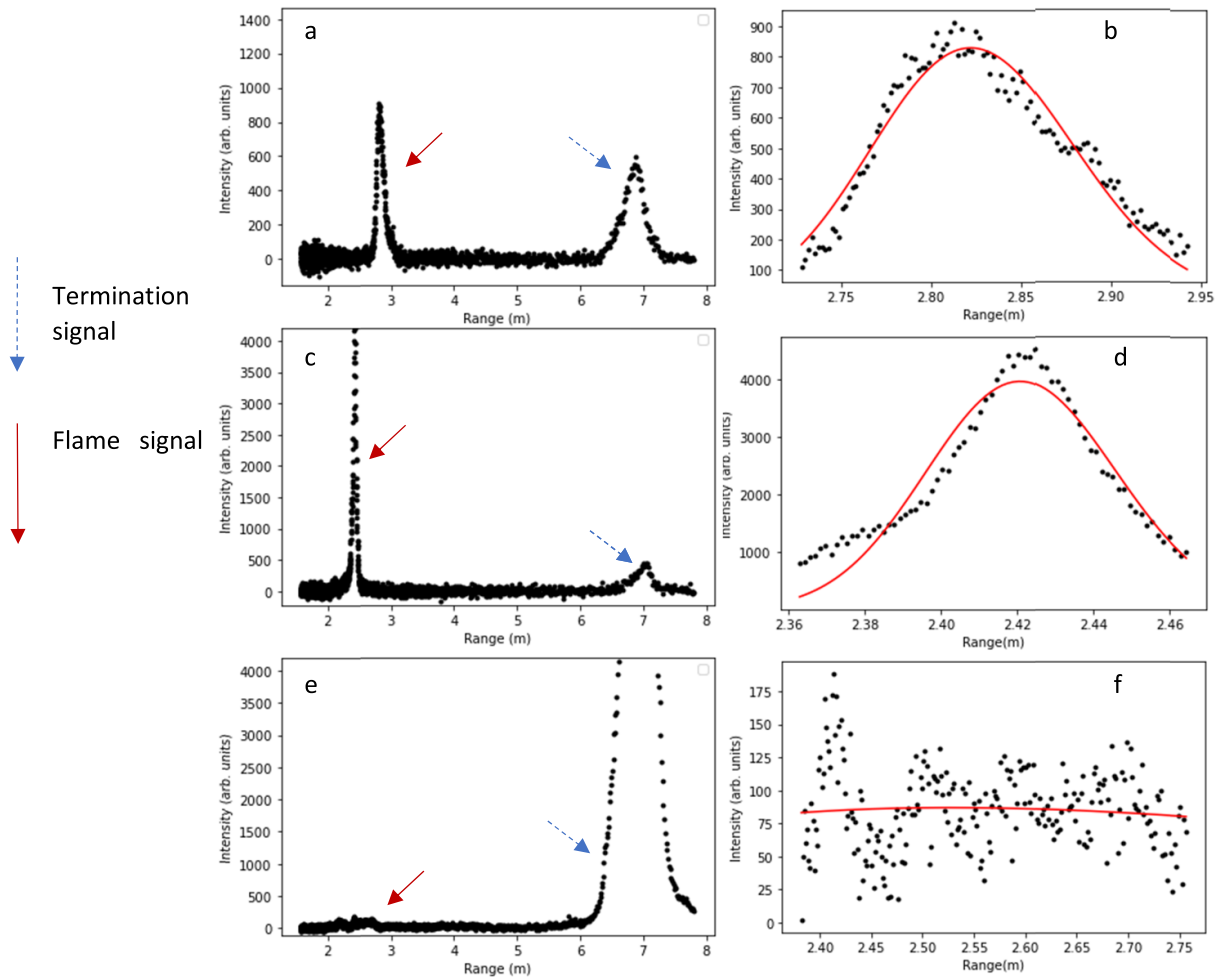 Termination
signal
Flame signal
a
1400
1200
1000
800
600
400
200
0
2 3 4 5 6 7 8
Range (m)
Intensity (arb. units)
b
900
800
700
600
500
400
300
200
100
2.75 2.80 2.85 2.90 2.95
Range(m)
Intensity (arb. units)
c
4000
3500
3000
2500
2000
1500
1000
500
0
2 3 4 5 6 7 8
Range (m)
Intensity (arb. units)
d
4000
3000
2000
1000
2.36 2.38 2.40 2.42 2.44 2.46
Range(m)
Intensity (arb. units)
e
4000
3500
3000
2500
2000
1500
1000
500
0
2 3 4 5 6 7 8
Range (m)
Intensity (arb. units)
f
175
150
125
100
75
50
25
0
2.40 2.45 2.50 2.55 2.60 2.65 2.70 2.75
Range(m)
Intensity (arb. units)